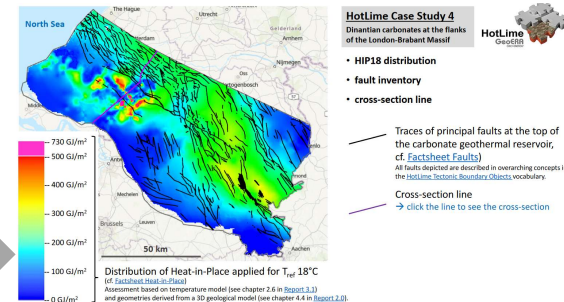 The Hague
Utrecht
North Sea
Gelderland
Arnhem
Nijmegen
Oss
Mechelen
Brussels
Leuven
Aachen
50 km
730 GJ/m²
500 GJ/m²
400 GJ/m²
300 GJ/m²
200 GJ/m²
100 GJ/m²
0 GJ/m²
Distribution of Heat-in-Place applied for Tref 18°C
(cf. Factsheet Heat-in-Place)
Assessment based on temperature model (see chapter 2.6 in Report 3.1)
and geometries derived from a 3D geological model (see chapter 4.4 in Report 2.0).
HotLime Case Study 4
Dinantian carbonates at the flanks
of the London-Brabant Massif
HotLime
GeoERA
• HIP18 distribution
• fault inventory
• cross-section line
Traces of principal faults at the top of
the carbonate geothermal reservoir,
cf. Factsheet Faults)
All faults depicted are described in overarching concepts i
the HotLime Tectonic Boundary Objects vocabulary.
Cross-section line
→ click the line to see the cross-section